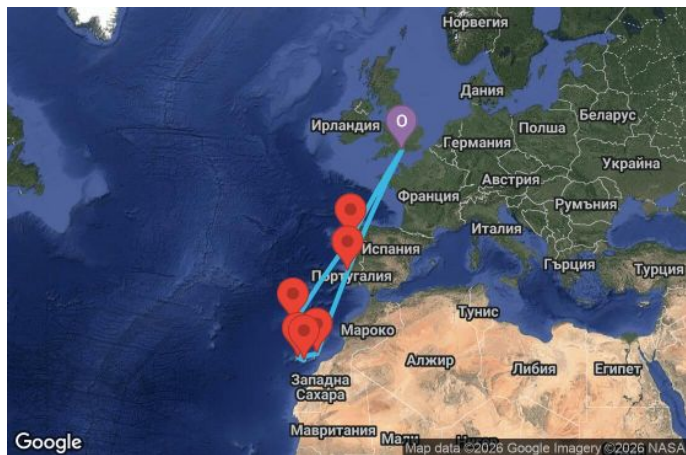 Норвегия
Дания
O
Ирландия
Беларус
Полша
Германия
Украйна
Австрия
Франция
Румъния
Италия
Испания
Гърция
Турция
Португалия
Тунис
Мароко
Алжир
Либия
Египет
Западна
Сахара
Мавритания
Мали
Google
Map data ©2026 Google Imagery ©2026 NASA